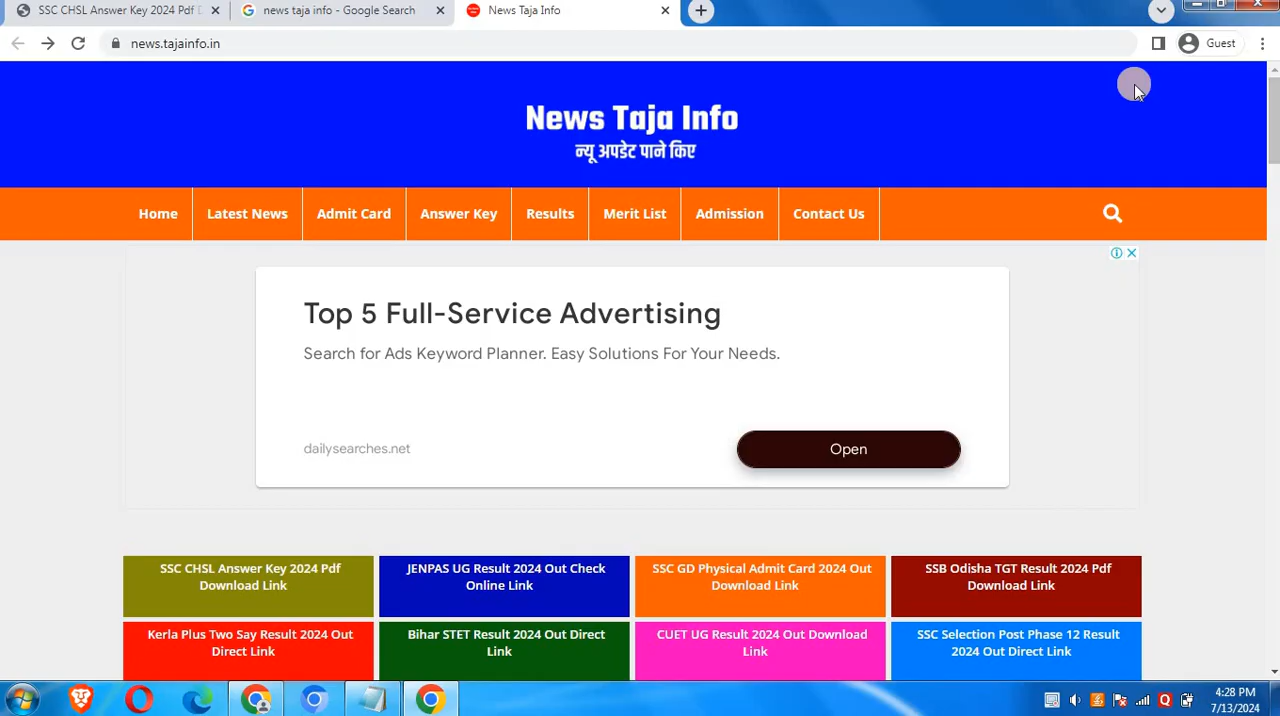 SSC CHSL Answer Key 2024 Pdf
news taja info - Google Search
News Taja Info
news.tajainfo.in
Guest
News Taja Info
न्यू अपडेट पाने किए
Home
Latest News
Admit Card
Answer Key
Results
Merit List
Admission
Contact Us
Top 5 Full-Service Advertising
Search for Ads Keyword Planner. Easy Solutions For Your Needs.
dailysearches.net
Open
SSC CHSL Answer Key 2024 Pdf
Download Link
JENPAS UG Result 2024 Out Check
Online Link
SSC GD Physical Admit Card 2024 Out
Download Link
SSB Odisha TGT Result 2024 Pdf
Download Link
Kerla Plus Two Say Result 2024 Out
Direct Link
Bihar STET Result 2024 Out Direct
Link
CUET UG Result 2024 Out Download
Link
SSC Selection Post Phase 12 Result
2024 Out Direct Link
4:28 PM
7/13/2024